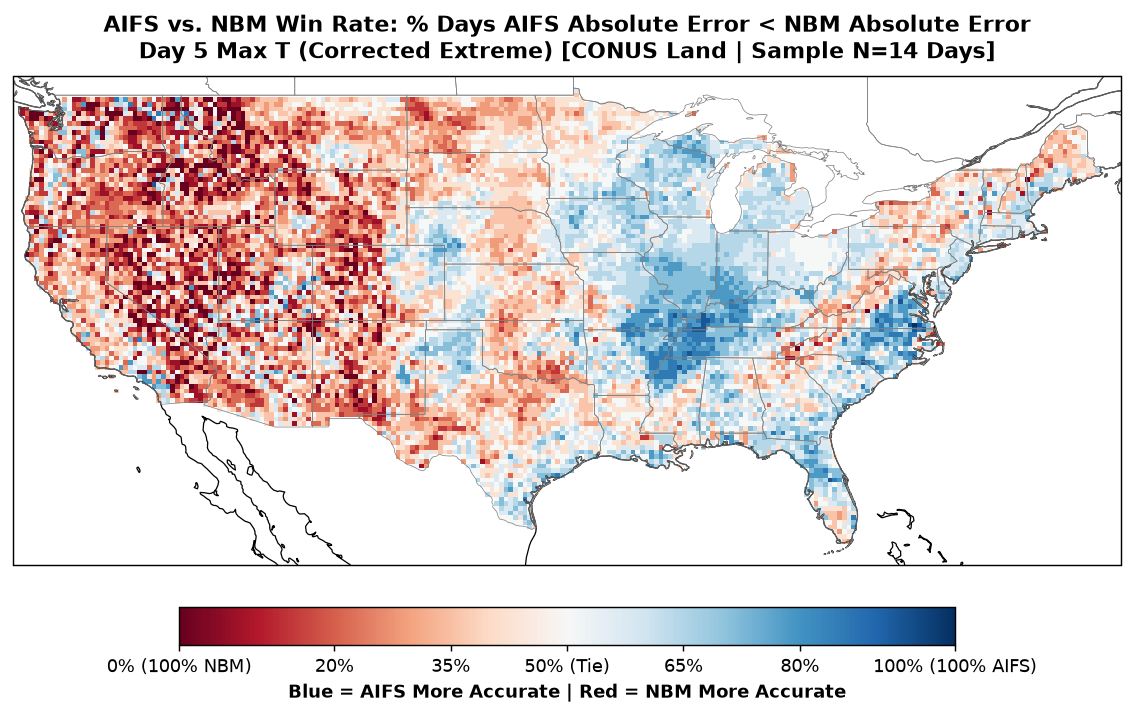 AIFS vs. NBM Win Rate: % Days AIFS Absolute Error < NBM Absolute Error
Day 5 Max T (Corrected Extreme) [CONUS Land | Sample N=14 Days]
0% (100% NBM) 20% 35% 50% (Tie) 65% 80% 100% (100% AIFS)
Blue = AIFS More Accurate | Red = NBM More Accurate